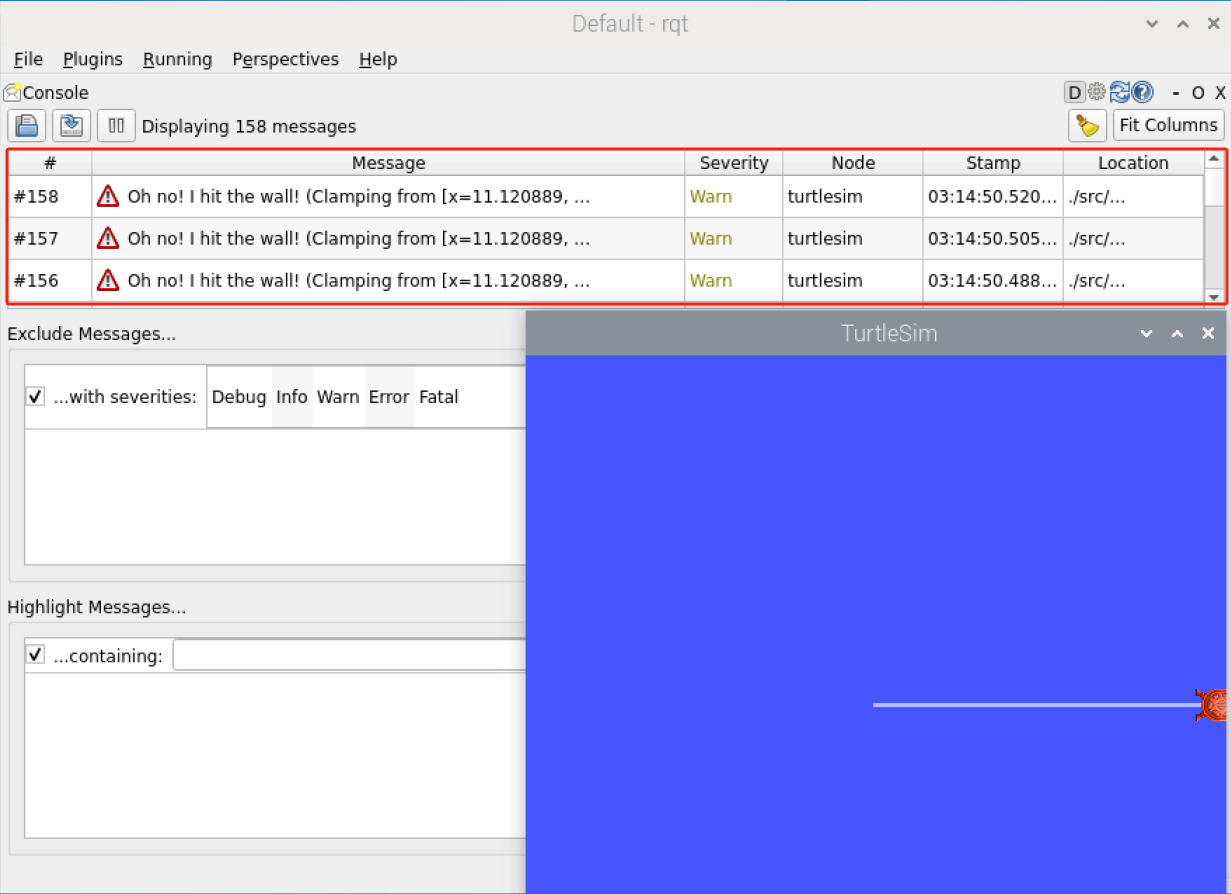 Default - rqt
File Plugins Running Perspectives Help
Console D ? - O X
Displaying 158 messages Fit Columns
# Message Severity Node Stamp Location
#158 Oh no! I hit the wall! (Clamping from [x=11.120889, ... Warn turtlesim 03:14:50.520... ./src/...
#157 Oh no! I hit the wall! (Clamping from [x=11.120889, ... Warn turtlesim 03:14:50.505... ./src/...
#156 Oh no! I hit the wall! (Clamping from [x=11.120889, ... Warn turtlesim 03:14:50.488... ./src/...
Exclude Messages...
TurtleSim
...with severities: Debug Info Warn Error Fatal
Highlight Messages...
...containing: